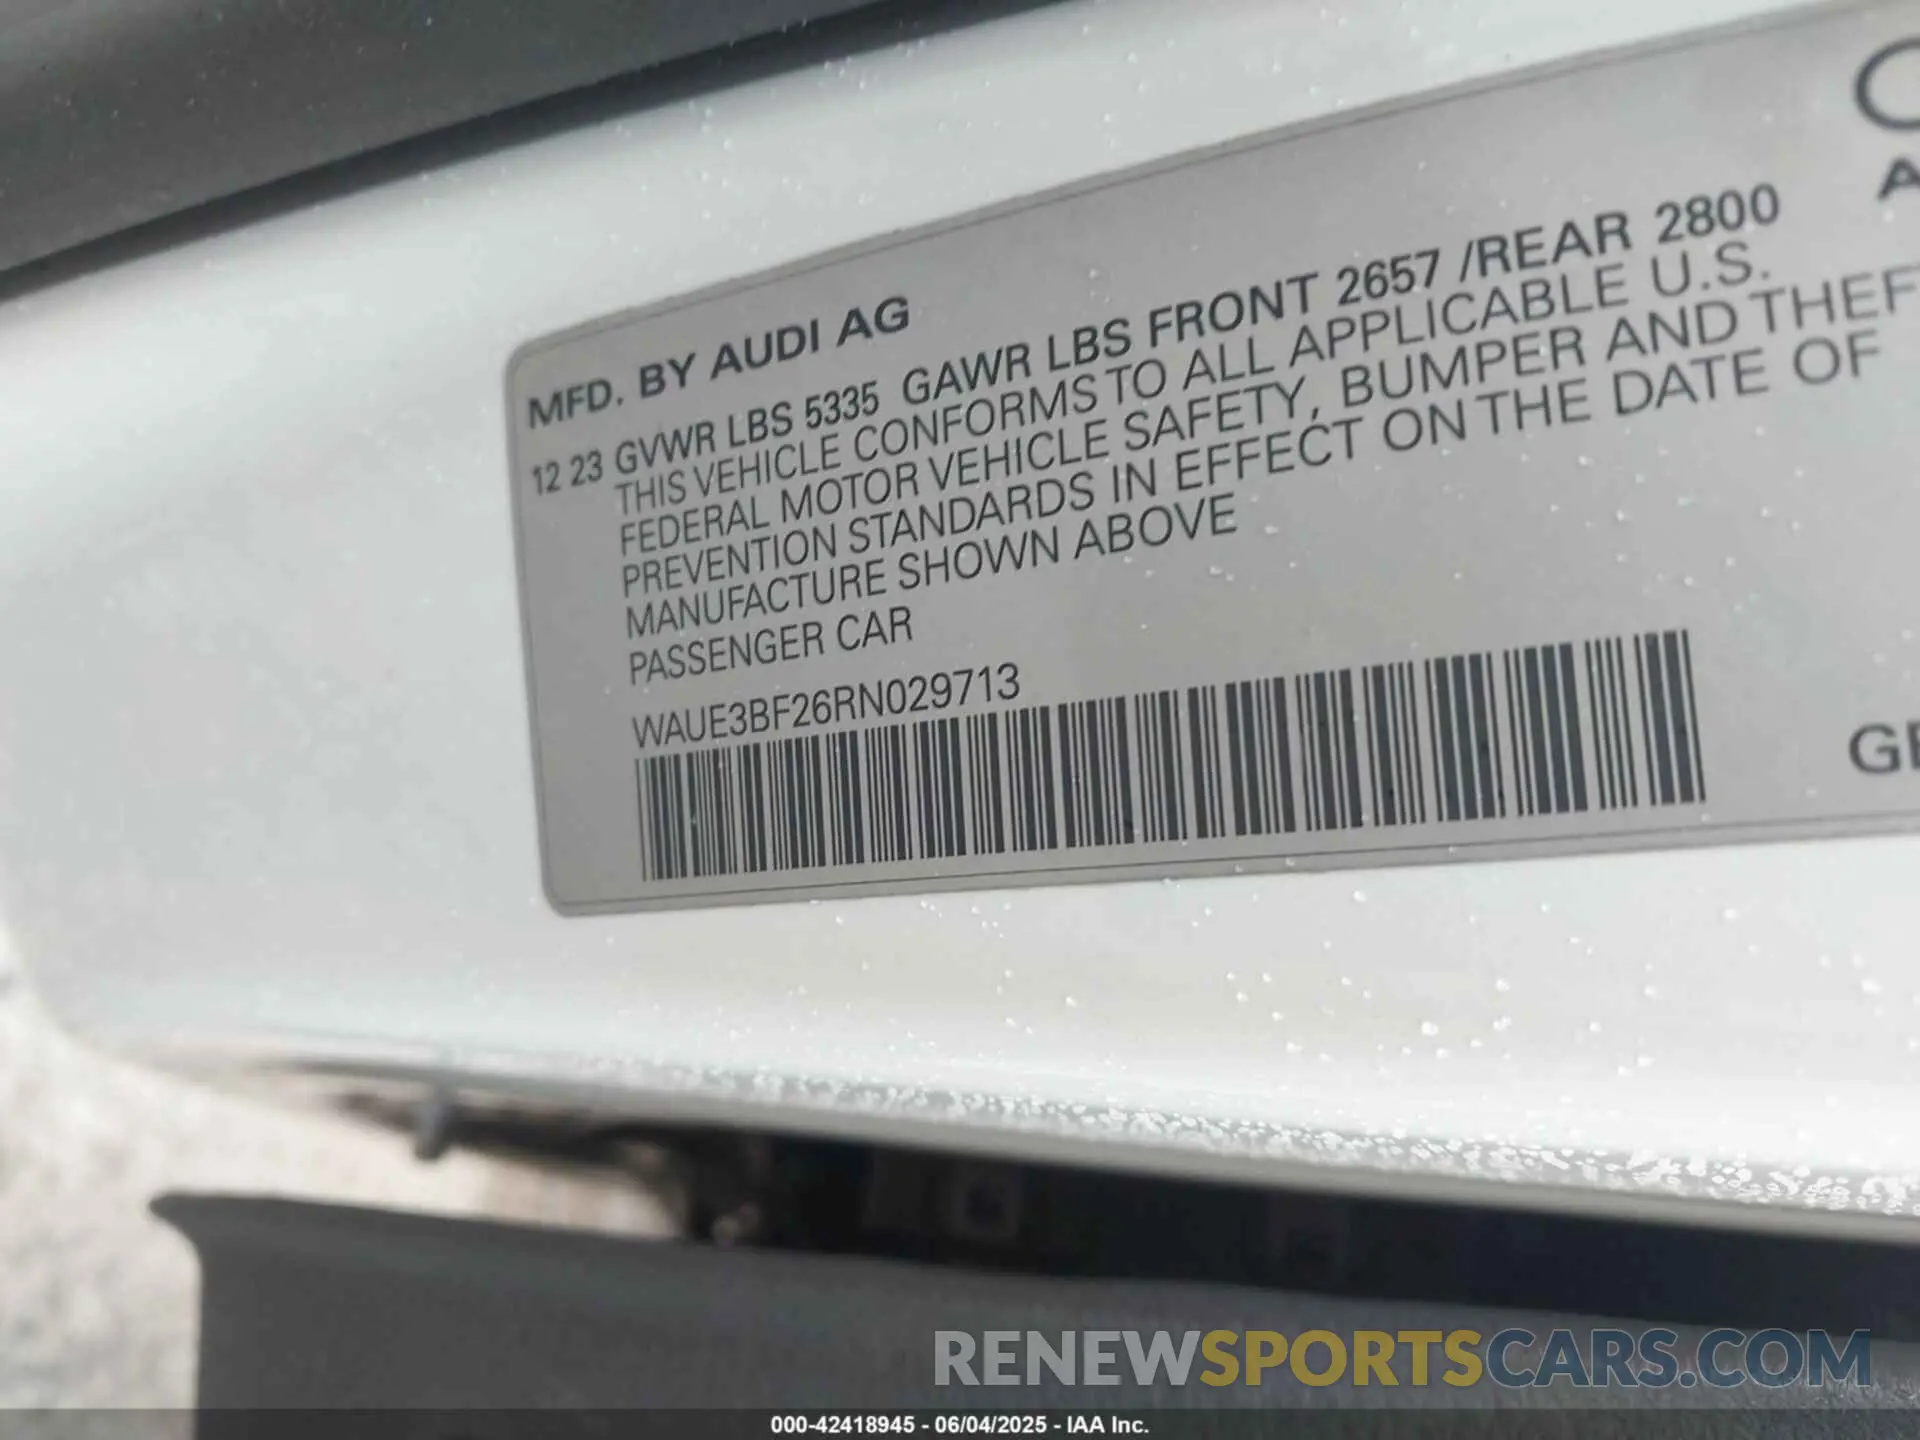 MFD. BY AUDI AG
12 23 GVWR LBS 5335 GAWR LBS FRONT 2657 /REAR 2800
THIS VEHICLE CONFORMS TO ALL APPLICABLE U.S.
FEDERAL MOTOR VEHICLE SAFETY, BUMPER AND THEF
PREVENTION STANDARDS IN EFFECT ON THE DATE OF
MANUFACTURE SHOWN ABOVE
PASSENGER CAR
WAUE3BF26RN029713
RENEWSPORTSCARS.COM
000-42418945 - 06/04/2025 - IAA Inc.